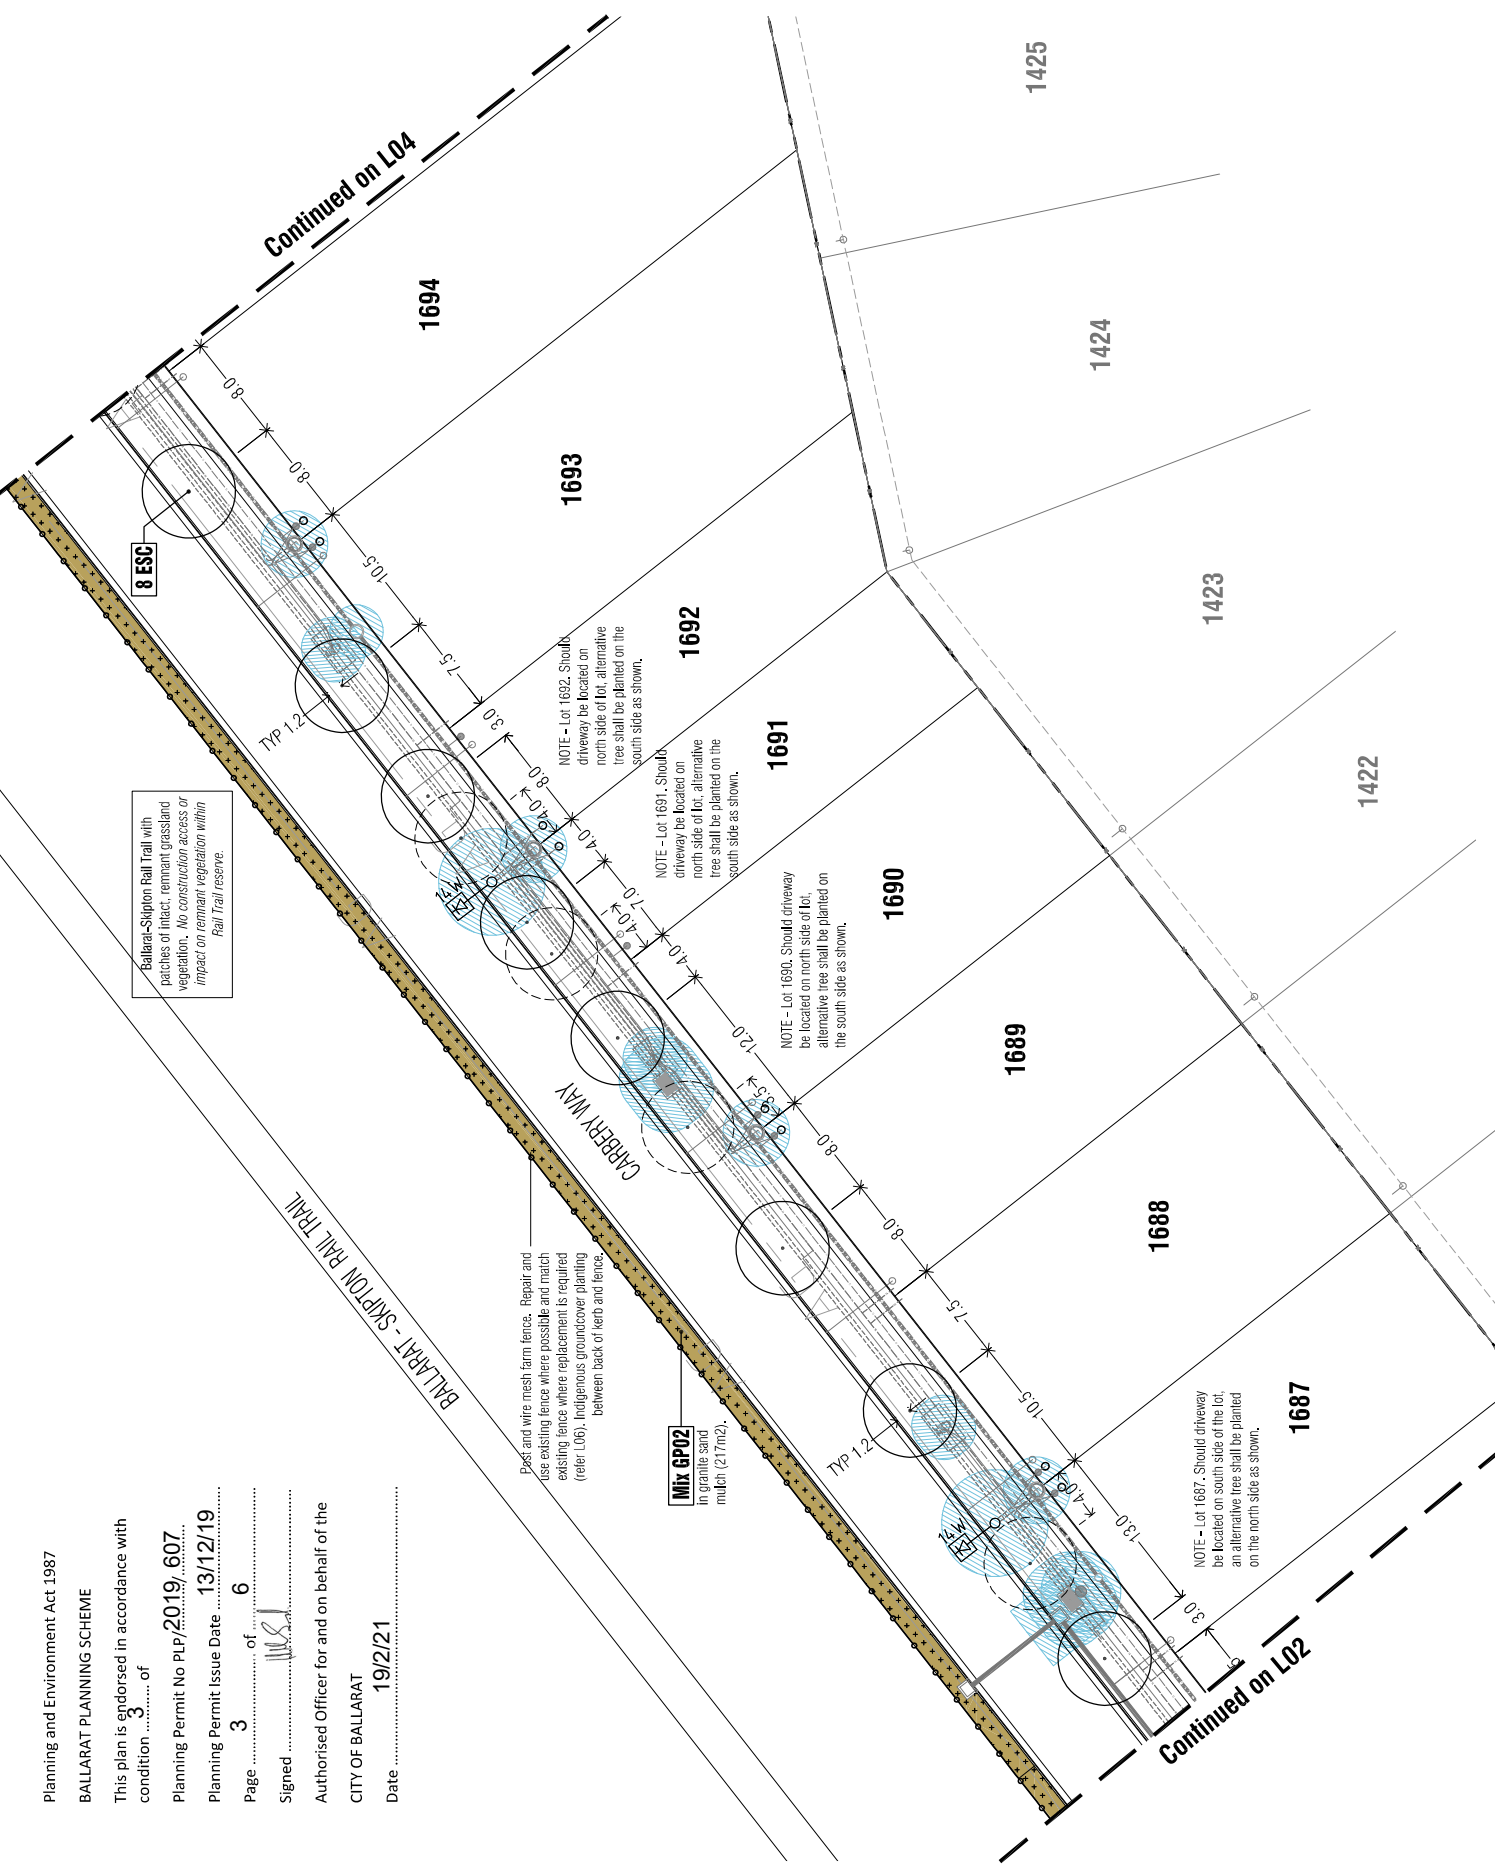 Planning and Environment Act 1987
BALLARAT PLANNING SCHEME
This plan is endorsed in accordance with
condition ..3.......... of
Planning Permit No PLP/2019/ 607
Planning Permit Issue Date 13/12/19
Page 3 of 6
Signed
Authorised Officer for and on behalf of the
CITY OF BALLARAT
Date 19/2/21
Ballarat-Skipton Rail Trail with
patches of intact, remnant grassland
vegetation. No construction access or
impact on remnant vegetation within
Rail Trail reserve.
BALLARAT - SKIPTON RAIL TRAIL
Post and wire mesh farm fence. Repair and
use existing fence where possible and match
existing fence where replacement is required
(refer L06). Indigenous groundcover planting
between back of kerb and fence.
Mix GP02
in granite sand
mulch (217m2).
CARBERY WAY
8 ESC
TYP 1.2
TYP 1.2
14W
14W
Continued on L04
Continued on L02
8.0
8.0
10.5
7.5
3.0
8.0
4.0
4.0
7.0
4.0
4.0
12.0
3.5
8.0
8.0
7.5
10.5
4.0
13.0
3.0
9
NOTE - Lot 1692. Should
driveway be located on
north side of lot, alternative
tree shall be planted on the
south side as shown.
NOTE - Lot 1691. Should
driveway be located on
north side of lot, alternative
tree shall be planted on the
south side as shown.
NOTE - Lot 1690. Should driveway
be located on north side of lot,
alternative tree shall be planted on
the south side as shown.
NOTE - Lot 1687. Should driveway
be located on south side of the lot,
an alternative tree shall be planted
on the north side as shown.
1694
1693
1692
1691
1690
1689
1688
1687
1425
1424
1423
1422